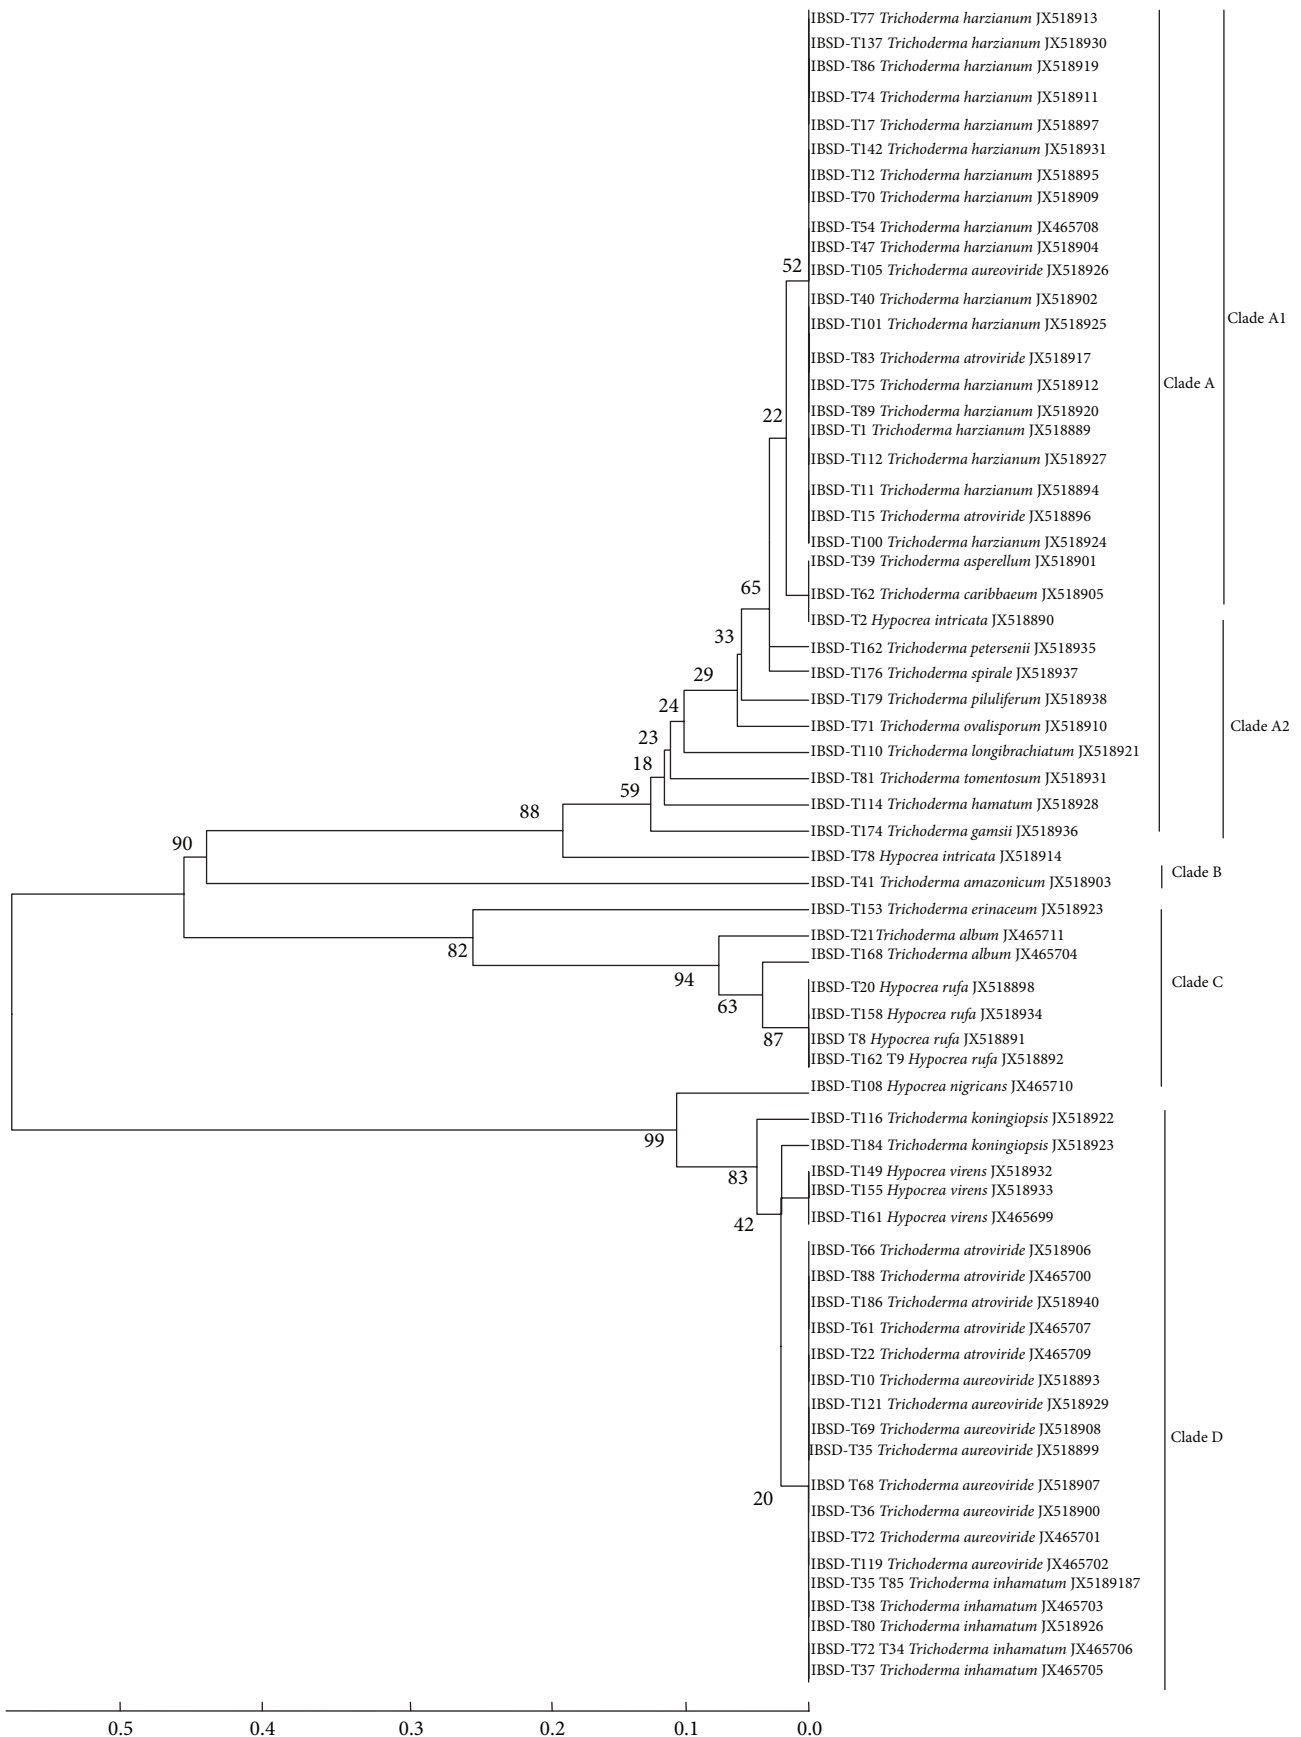 IBSD-T77 Trichoderma harzianum JX518913
IBSD-T137 Trichoderma harzianum JX518930
IBSD-T86 Trichoderma harzianum JX518919
IBSD-T74 Trichoderma harzianum JX518911
IBSD-T17 Trichoderma harzianum JX518897
IBSD-T142 Trichoderma harzianum JX518931
IBSD-T12 Trichoderma harzianum JX518895
IBSD-T70 Trichoderma harzianum JX518909
IBSD-T54 Trichoderma harzianum JX465708
IBSD-T47 Trichoderma harzianum JX518904
52
IBSD-T105 Trichoderma aureoviride JX518926
IBSD-T40 Trichoderma harzianum JX518902
Clade A1
IBSD-T101 Trichoderma harzianum JX518925
IBSD-T83 Trichoderma atroviride JX518917
IBSD-T75 Trichoderma harzianum JX518912
Clade A
IBSD-T89 Trichoderma harzianum JX518920
22
IBSD-T1 Trichoderma harzianum JX518889
IBSD-T112 Trichoderma harzianum JX518927
IBSD-T11 Trichoderma harzianum JX518894
IBSD-T15 Trichoderma atroviride JX518896
IBSD-T100 Trichoderma harzianum JX518924
IBSD-T39 Trichoderma asperellum JX518901
65
IBSD-T62 Trichoderma caribbaeum JX518905
IBSD-T2 Hypocrea intricata JX518890
33
IBSD-T162 Trichoderma petersenii JX518935
29
IBSD-T176 Trichoderma spirale JX518937
24
IBSD-T179 Trichoderma piluliferum JX518938
IBSD-T71 Trichoderma ovalisporum JX518910
Clade A2
23
IBSD-T110 Trichoderma longibrachiatum JX518921
18
IBSD-T81 Trichoderma tomentosum JX518931
59
IBSD-T114 Trichoderma hamatum JX518928
88
IBSD-T174 Trichoderma gamsii JX518936
90
IBSD-T78 Hypocrea intricata JX518914
Clade B
IBSD-T41 Trichoderma amazonicum JX518903
IBSD-T153 Trichoderma erinaceum JX518923
82
IBSD-T21Trichoderma album JX465711
IBSD-T168 Trichoderma album JX465704
94
Clade C
IBSD-T20 Hypocrea rufa JX518898
63
IBSD-T158 Hypocrea rufa JX518934
87
IBSD T8 Hypocrea rufa JX518891
IBSD-T162 T9 Hypocrea rufa JX518892
IBSD-T108 Hypocrea nigricans JX465710
IBSD-T116 Trichoderma koningiopsis JX518922
99
IBSD-T184 Trichoderma koningiopsis JX518923
83
IBSD-T149 Hypocrea virens JX518932
IBSD-T155 Hypocrea virens JX518933
42
IBSD-T161 Hypocrea virens JX465699
IBSD-T66 Trichoderma atroviride JX518906
IBSD-T88 Trichoderma atroviride JX465700
IBSD-T186 Trichoderma atroviride JX518940
IBSD-T61 Trichoderma atroviride JX465707
IBSD-T22 Trichoderma atroviride JX465709
IBSD-T10 Trichoderma aureoviride JX518893
IBSD-T121 Trichoderma aureoviride JX518929
IBSD-T69 Trichoderma aureoviride JX518908
Clade D
IBSD-T35 Trichoderma aureoviride JX518899
IBSD T68 Trichoderma aureoviride JX518907
20
IBSD-T36 Trichoderma aureoviride JX518900
IBSD-T72 Trichoderma aureoviride JX465701
IBSD-T119 Trichoderma aureoviride JX465702
IBSD-T35 T85 Trichoderma inhamatum JX5189187
IBSD-T38 Trichoderma inhamatum JX465703
IBSD-T80 Trichoderma inhamatum JX518926
IBSD-T72 T34 Trichoderma inhamatum JX465706
IBSD-T37 Trichoderma inhamatum JX465705
0.5 0.4 0.3 0.2 0.1 0.0